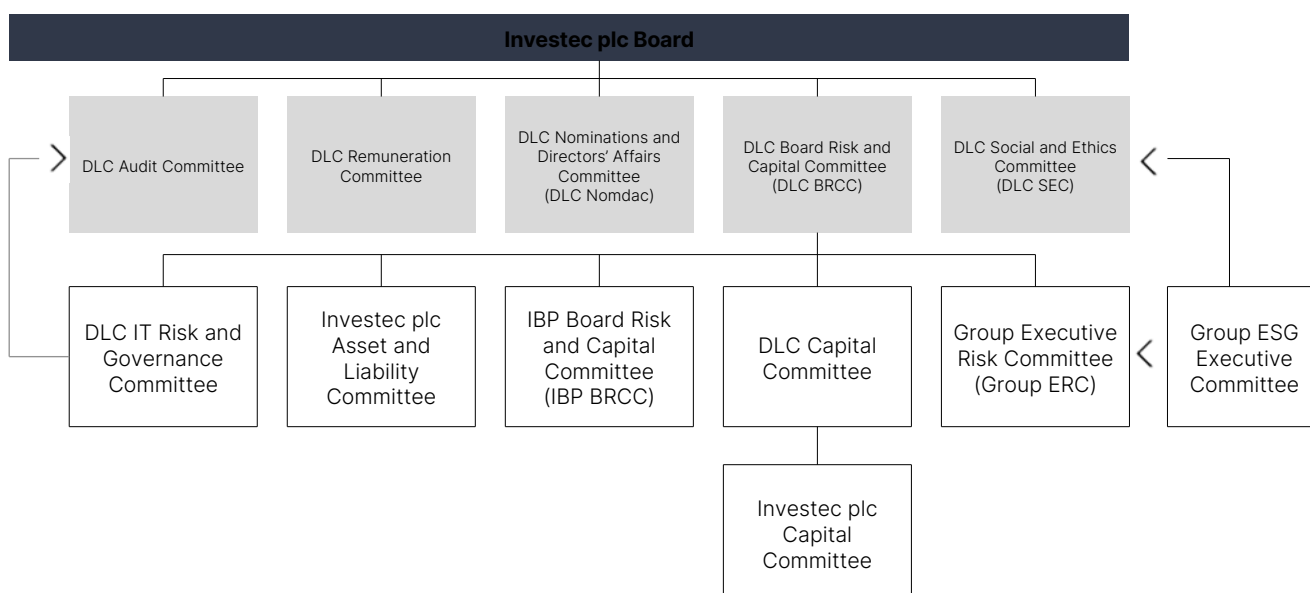 Investec plc Board
DLC Audit Committee
DLC Remuneration
Committee
DLC Nominations and
Directors’ Affairs
Committee
(DLC Nomdac)
DLC Board Risk and
Capital Committee
(DLC BRCC)
DLC Social and Ethics
Committee
(DLC SEC)
DLC IT Risk and
Governance
Committee
Investec plc
Asset and
Liability
Committee
IBP Board Risk
and Capital
Committee
(IBP BRCC)
DLC Capital
Committee
Group Executive
Risk Committee
(Group ERC)
Group ESG
Executive
Committee
Investec plc
Capital
Committee